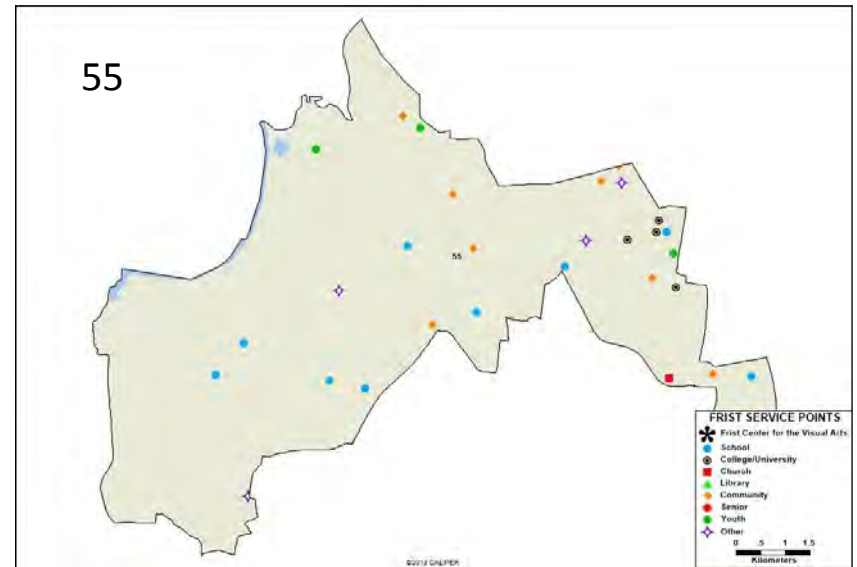 55
55
FRIST SERVICE POINTS
Frist Center for the Visual Arts
School
College/University
Church
Library
Community
Senior
Youth
Other
0 .5 1 1.5
Kilometers
©2013 CALIPER